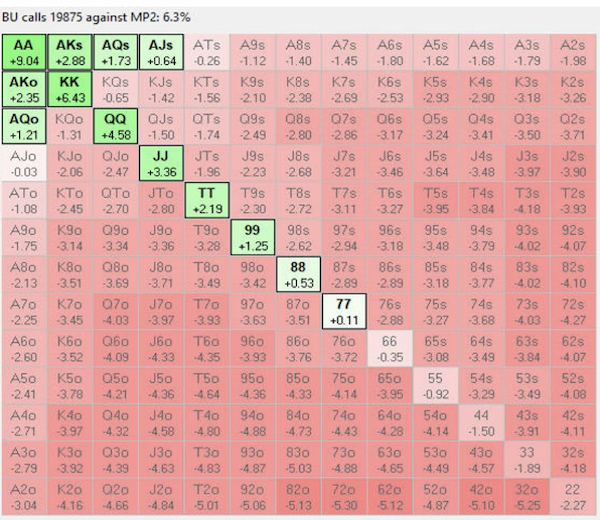 BU calls 19875 against MP2: 6.3%
AA AKs AQs AJs ATs A9s A8s A7s A6s A5s A4s A3s A2s
+9.04 +2.88 +1.73 +0.64 -0.26 -1.12 -1.40 -1.45 -1.80 -1.62 -1.68 -1.79 -1.98
AKo KK KQs KJs KTs K9s K8s K7s K6s K5s K4s K3s K2s
+2.35 +6.43 -0.65 -1.42 -1.56 -2.10 -2.38 -2.69 -2.53 -2.93 -2.90 -3.18 -3.26
AQo KQo QQ QJs QTs Q9s Q8s Q7s Q6s Q5s Q4s Q3s Q2s
+1.21 -1.31 +4.58 -1.50 -1.74 -2.49 -2.80 -2.86 -3.17 -3.24 -3.41 -3.50 -3.71
AJo KJo QJo JJ JTs J9s J8s J7s J6s J5s J4s J3s J2s
-0.03 -2.06 -2.47 +3.36 -1.96 -2.23 -2.68 -3.21 -3.46 -3.64 -3.48 -3.97 -3.90
ATo KTo QTo JTo TT T9s T8s T7s T6s T5s T4s T3s T2s
-1.08 -2.45 -2.70 -2.80 +2.19 -2.30 -2.72 -3.11 -3.27 -3.95 -3.84 -4.18 -3.93
A9o K9o Q9o J9o T9o 99 98s 97s 96s 95s 94s 93s 92s
-1.75 -3.14 -3.34 -3.36 -3.28 +1.25 -2.62 -2.94 -3.18 -3.48 -3.79 -4.02 -4.07
A8o K8o Q8o J8o T8o 98o 88 87s 86s 85s 84s 83s 82s
-2.13 -3.51 -3.69 -3.71 -3.49 -3.42 +0.53 -2.89 -2.89 -3.18 -3.77 -4.02 -4.10
A7o K7o Q7o J7o T7o 97o 87o 77 76s 75s 74s 73s 72s
-2.25 -3.45 -4.03 -3.97 -3.93 -3.63 -3.51 +0.11 -2.88 -3.27 -3.68 -4.03 -4.27
A6o K6o Q6o J6o T6o 96o 86o 76o 66 65s 64s 63s 62s
-2.60 -3.52 -4.09 -4.33 -4.35 -3.93 -3.76 -3.72 -0.35 -3.08 -3.49 -3.84 -4.07
A5o K5o Q5o J5o T5o 95o 85o 75o 65o 55 54s 53s 52s
-2.41 -3.78 -4.21 -4.36 -4.64 -4.36 -4.33 -4.14 -3.95 -0.92 -3.29 -3.49 -4.08
A4o K4o Q4o J4o T4o 94o 84o 74o 64o 54o 44 43s 42s
-2.71 -3.97 -4.32 -4.58 -4.80 -4.88 -4.73 -4.43 -4.28 -4.14 -1.50 -3.91 -4.11
A3o K3o Q3o J3o T3o 93o 83o 73o 63o 53o 43o 33 32s
-2.79 -3.92 -4.39 -4.63 -4.83 -4.87 -5.03 -4.88 -4.65 -4.49 -4.57 -1.89 -4.18
A2o K2o Q2o J2o T2o 92o 82o 72o 62o 52o 42o 32o 22
-3.04 -4.16 -4.66 -4.84 -5.01 -5.06 -5.13 -5.30 -5.12 -4.87 -5.10 -5.25 -2.27